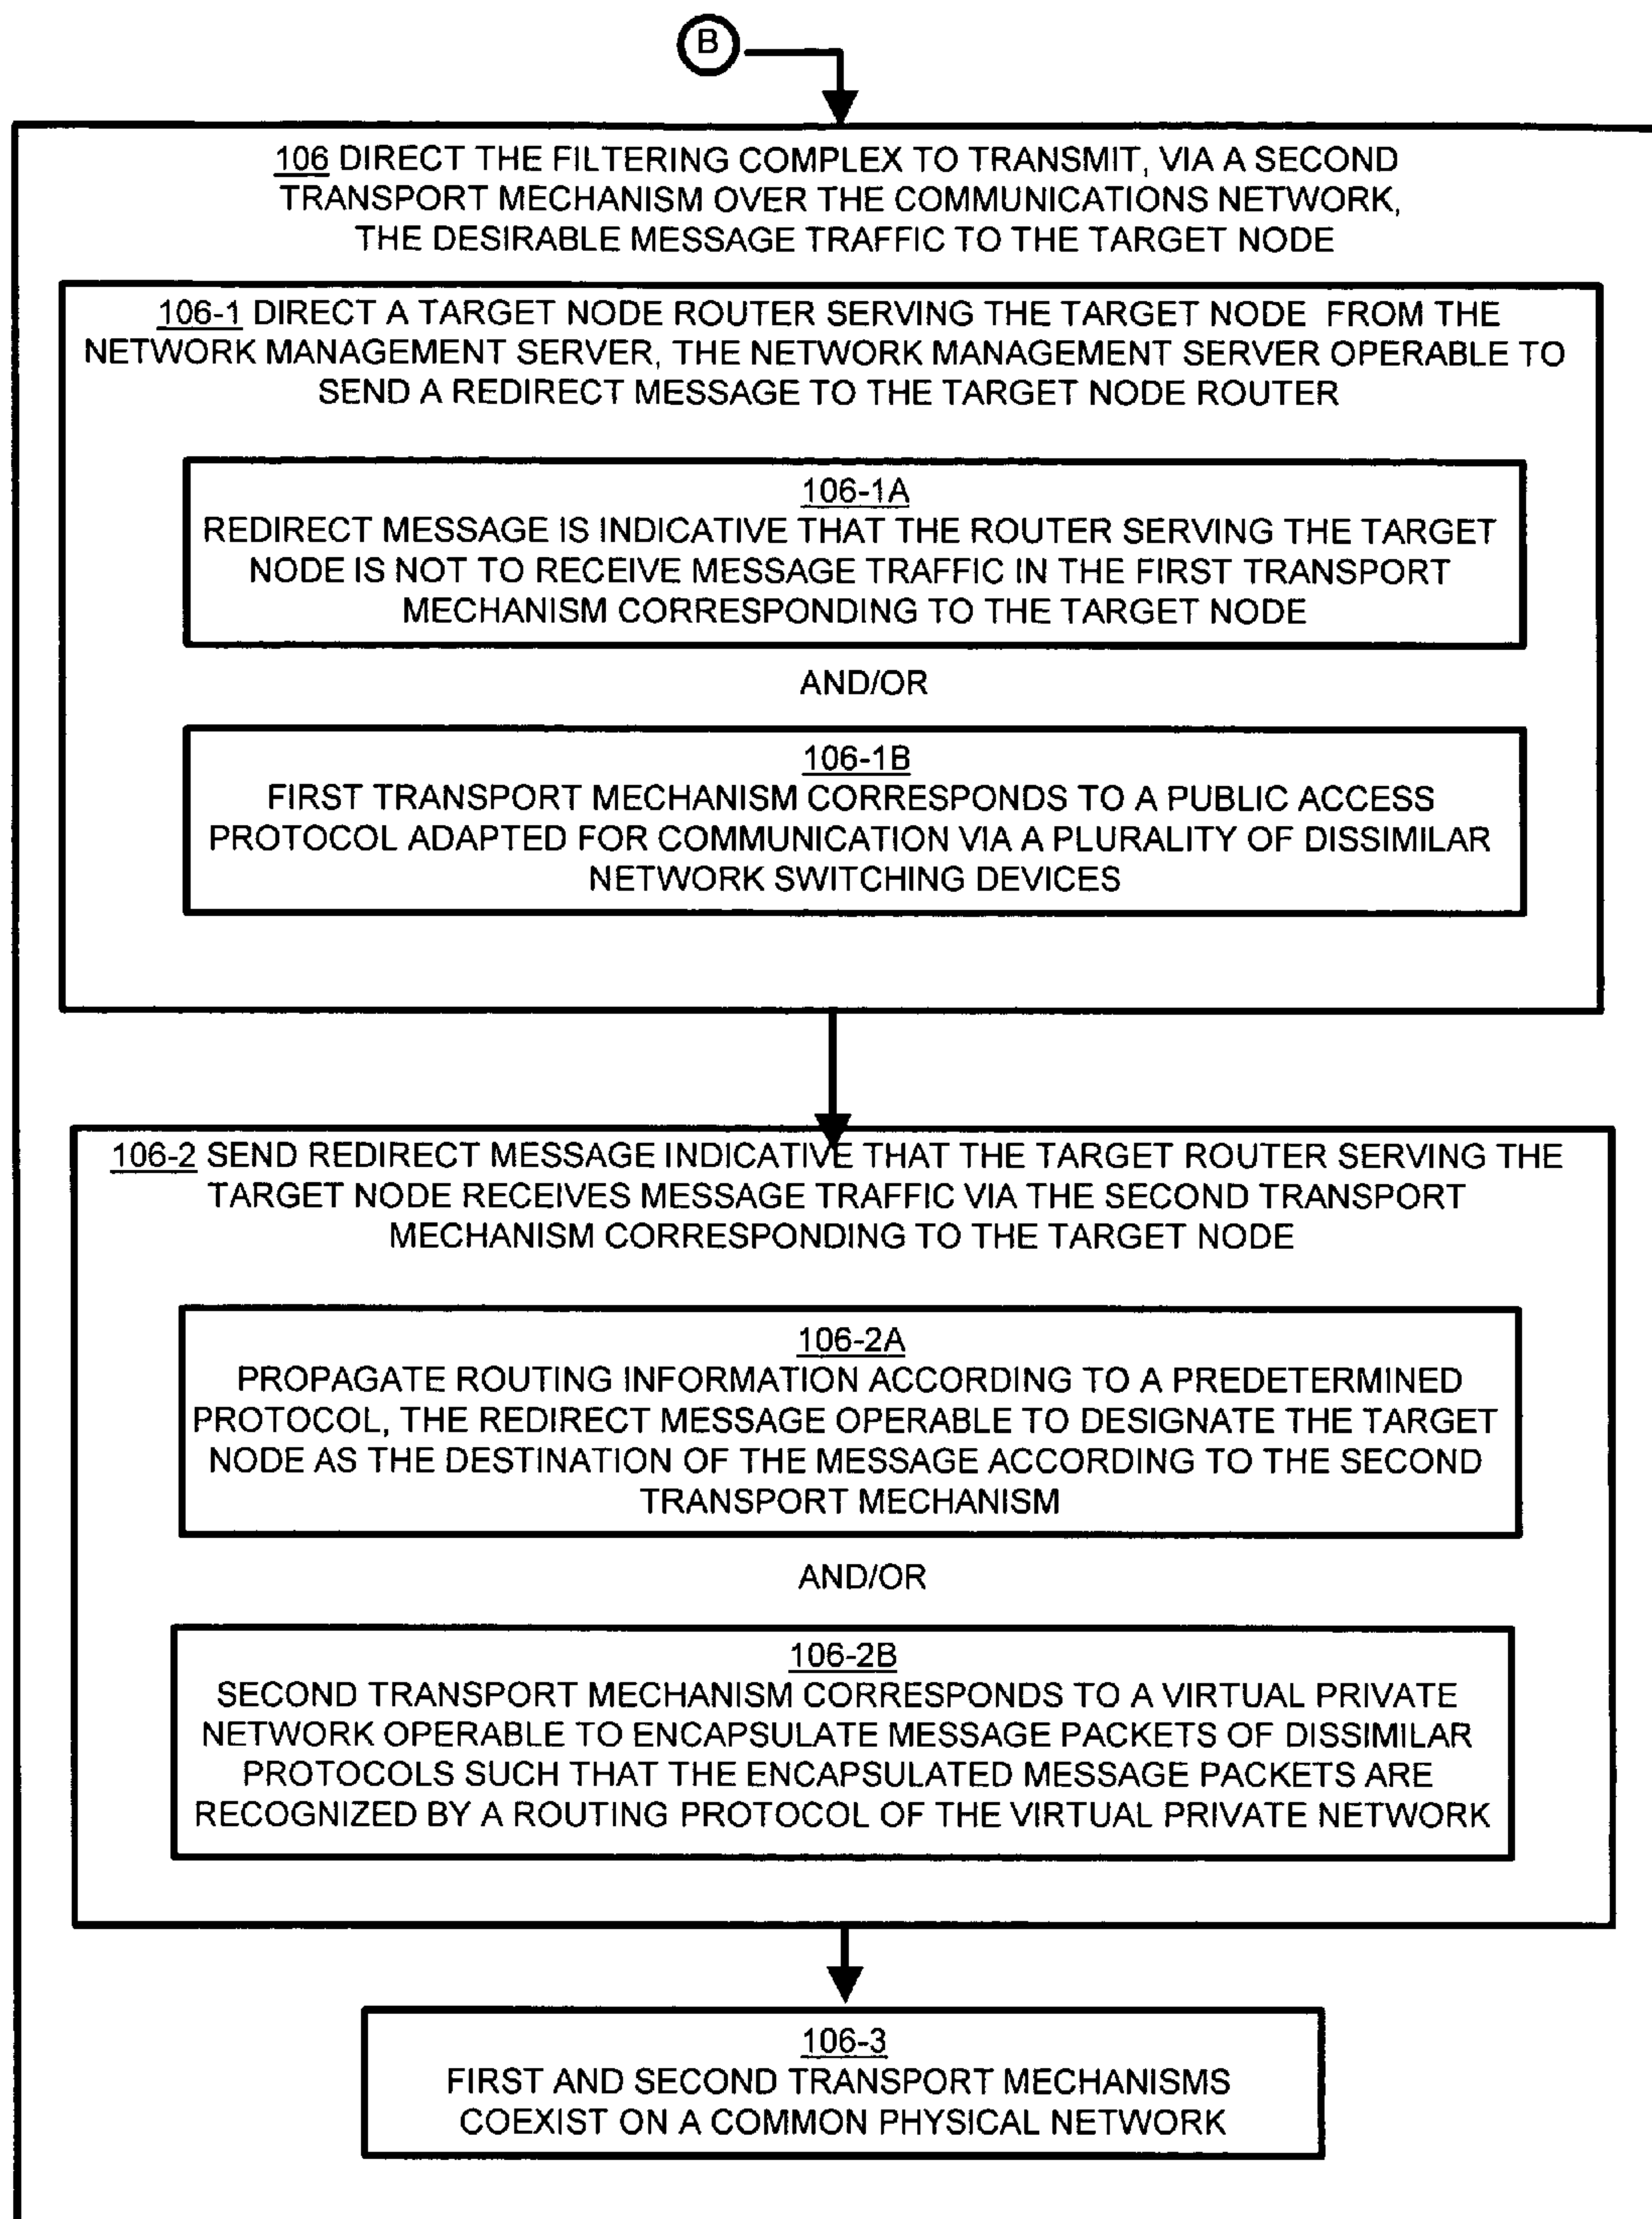 B
106 DIRECT THE FILTERING COMPLEX TO TRANSMIT, VIA A SECOND
TRANSPORT MECHANISM OVER THE COMMUNICATIONS NETWORK,
THE DESIRABLE MESSAGE TRAFFIC TO THE TARGET NODE
106-1 DIRECT A TARGET NODE ROUTER SERVING THE TARGET NODE FROM THE
NETWORK MANAGEMENT SERVER, THE NETWORK MANAGEMENT SERVER OPERABLE TO
SEND A REDIRECT MESSAGE TO THE TARGET NODE ROUTER
106-1A
REDIRECT MESSAGE IS INDICATIVE THAT THE ROUTER SERVING THE TARGET
NODE IS NOT TO RECEIVE MESSAGE TRAFFIC IN THE FIRST TRANSPORT
MECHANISM CORRESPONDING TO THE TARGET NODE
AND/OR
106-1B
FIRST TRANSPORT MECHANISM CORRESPONDS TO A PUBLIC ACCESS
PROTOCOL ADAPTED FOR COMMUNICATION VIA A PLURALITY OF DISSIMILAR
NETWORK SWITCHING DEVICES
106-2 SEND REDIRECT MESSAGE INDICATIVE THAT THE TARGET ROUTER SERVING THE
TARGET NODE RECEIVES MESSAGE TRAFFIC VIA THE SECOND TRANSPORT
MECHANISM CORRESPONDING TO THE TARGET NODE
106-2A
PROPAGATE ROUTING INFORMATION ACCORDING TO A PREDETERMINED
PROTOCOL, THE REDIRECT MESSAGE OPERABLE TO DESIGNATE THE TARGET
NODE AS THE DESTINATION OF THE MESSAGE ACCORDING TO THE SECOND
TRANSPORT MECHANISM
AND/OR
106-2B
SECOND TRANSPORT MECHANISM CORRESPONDS TO A VIRTUAL PRIVATE
NETWORK OPERABLE TO ENCAPSULATE MESSAGE PACKETS OF DISSIMILAR
PROTOCOLS SUCH THAT THE ENCAPSULATED MESSAGE PACKETS ARE
RECOGNIZED BY A ROUTING PROTOCOL OF THE VIRTUAL PRIVATE NETWORK
106-3
FIRST AND SECOND TRANSPORT MECHANISMS
COEXIST ON A COMMON PHYSICAL NETWORK